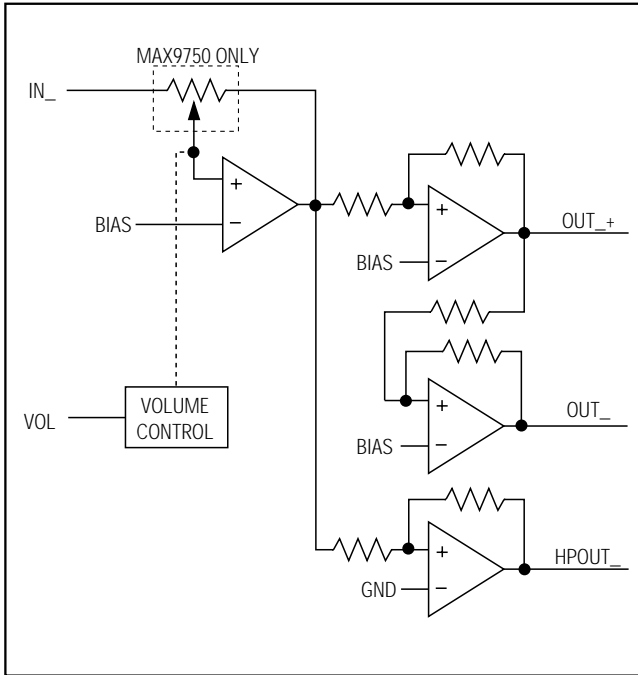 MAX9750 ONLY
IN_
+
−
BIAS
+
−
BIAS
OUT_+
VOL
VOLUME
CONTROL
+
−
BIAS
OUT_
+
−
GND
HPOUT_